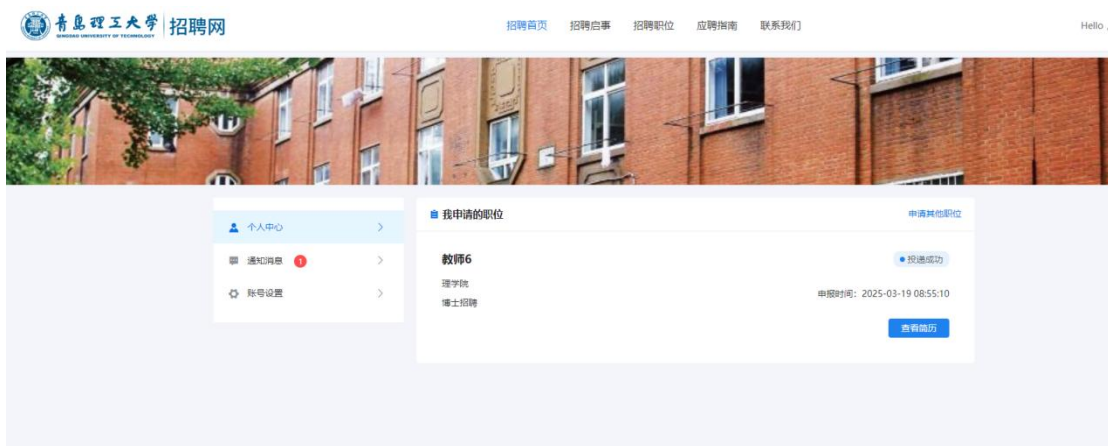 青岛理工大学 招聘网
QINGDAO UNIVERSITY OF TECHNOLOGY
招聘首页 招聘启事 招聘职位 应聘指南 联系我们
Hello ,
个人中心
通知消息 1
账号设置
我申请的职位 申请其他职位
教师6 投递成功
理学院
申报时间：2025-03-19 08:55:10
博士招聘
查看简历